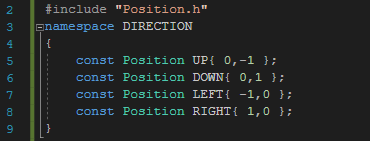 2 #include "Position.h"
3 namespace DIRECTION
4 {
5 const Position UP{ 0,-1 };
6 const Position DOWN{ 0,1 };
7 const Position LEFT{ -1,0 };
8 const Position RIGHT{ 1,0 };
9 }